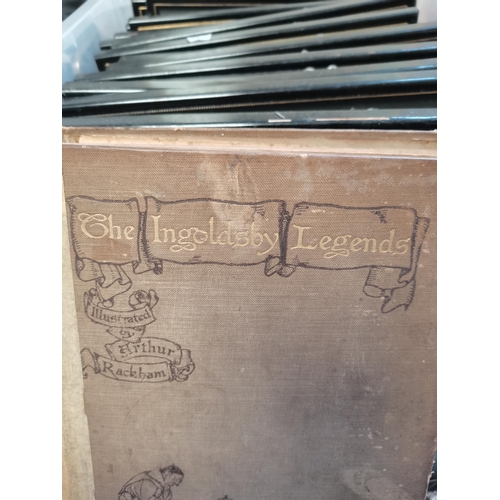 The Ingoldsby Legends
Illustrated
by
Arthur
Rackham